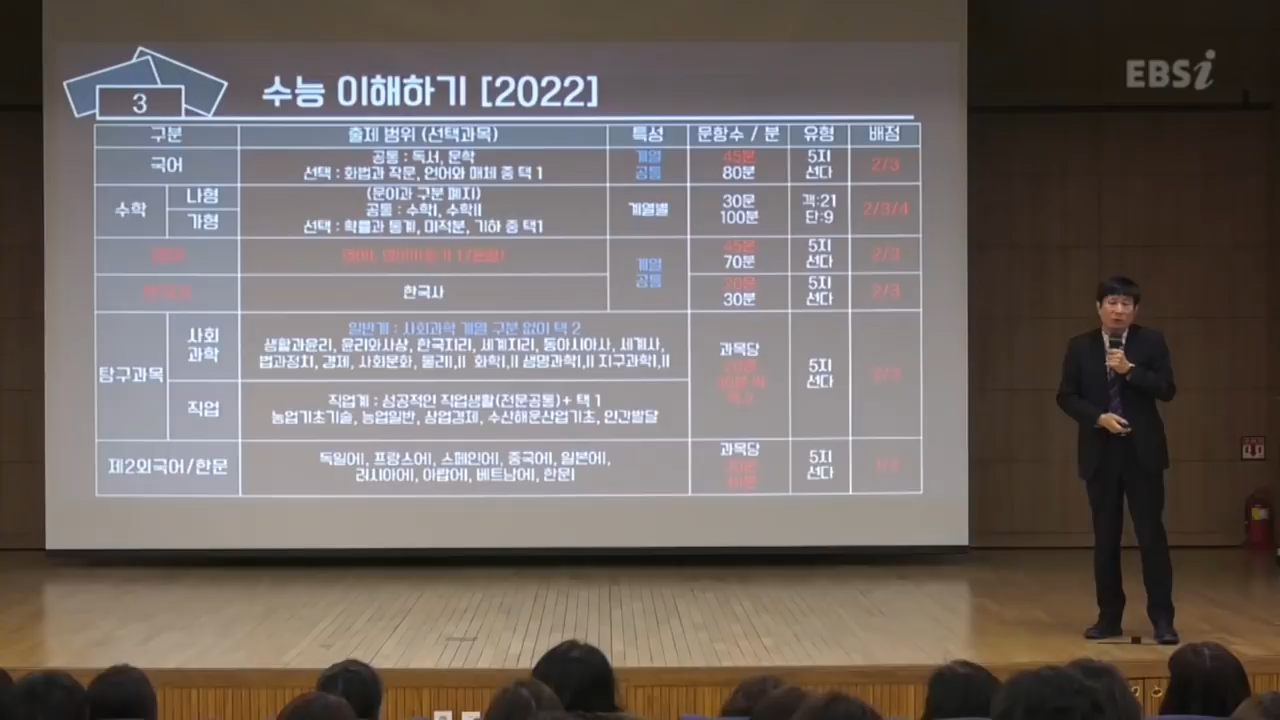 EBSi
3
수능 이해하기 [2022]
구분 출제 범위 (선택과목) 특성 문항수 / 분 유형 배점
국어
공통 : 독서, 문학
선택 : 화법과 작문, 언어와 매체 중 택 1
계열
공통
45분
80분
5지
선다
2/3
수학
나형
가형
(문이과 구분 폐지)
공통 : 수학I, 수학II
선택 : 확률과 통계, 미적분, 기하 중 택1
계열별
30분
100분
객:21
단:9
2/3/4
45분
70분
5지
선다
2/3
한국사
계열
공통
20분
30분
5지
선다
2/3
탐구과목
사회
과학
일반계 : 사회과학 계열 구분 없이 택 2
생활과윤리, 윤리와사상, 한국지리, 세계지리, 동아시아사, 세계사,
법과정치, 경제, 사회문화, 물리I,II 화학I,II 생명과학I,II 지구과학I,II
직업
직업계 : 성공적인 직업생활(전문공통)+ 택 1
농업기초기술, 농업일반, 상업경제, 수산해운산업기초, 인간발달
과목당
5지
선다
제2외국어/한문
독일어, 프랑스어, 스페인어, 중국어, 일본어,
러시아어, 아랍어, 베트남어, 한문I
과목당
5지
선다